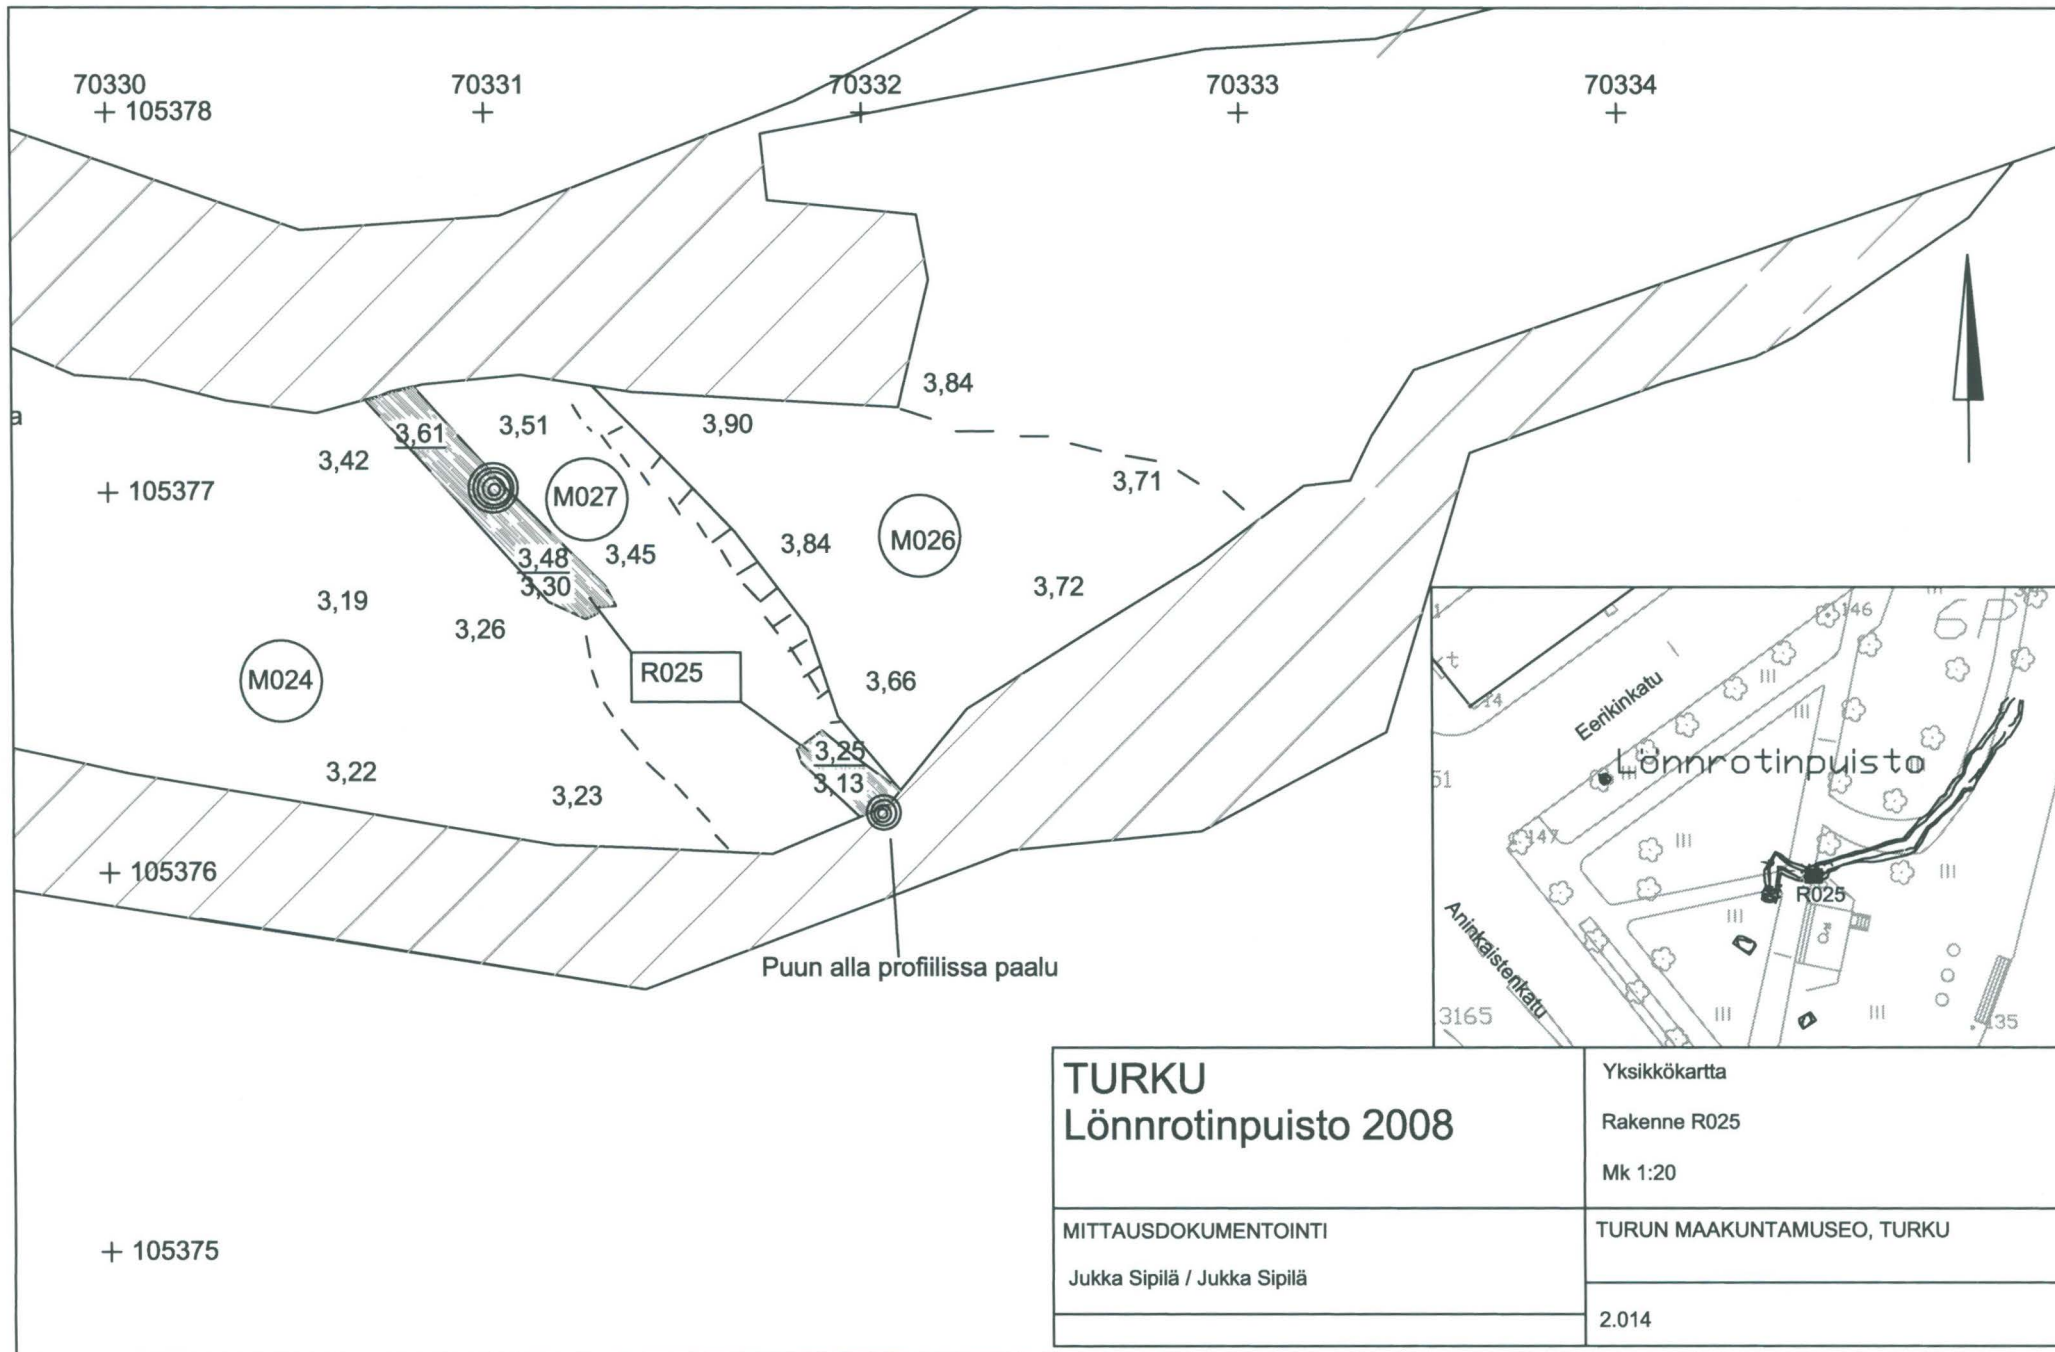 70330
70331
70332
70333
70334
105378
3,84
3,90
3,51
3,61
3,42
3,71
105377
M027
M026
3,84
3,45
3,48
3,30
3,72
3,19
3,26
M024
R025
3,66
3,25
3,13
3,22
3,23
105376
Puun alla profiilissa paalu
105375
a
146
t
14
Eerikinkatu
Lönnrotinpuisto
51
147
R025
Aninkaistenkatu
3165
135
TURKU
Lönnrotinpuisto 2008
Yksikkökartta
Rakenne R025
Mk 1:20
MITTAUSDOKUMENTOINTI
Jukka Sipilä / Jukka Sipilä
TURUN MAAKUNTAMUSEO, TURKU
2.014